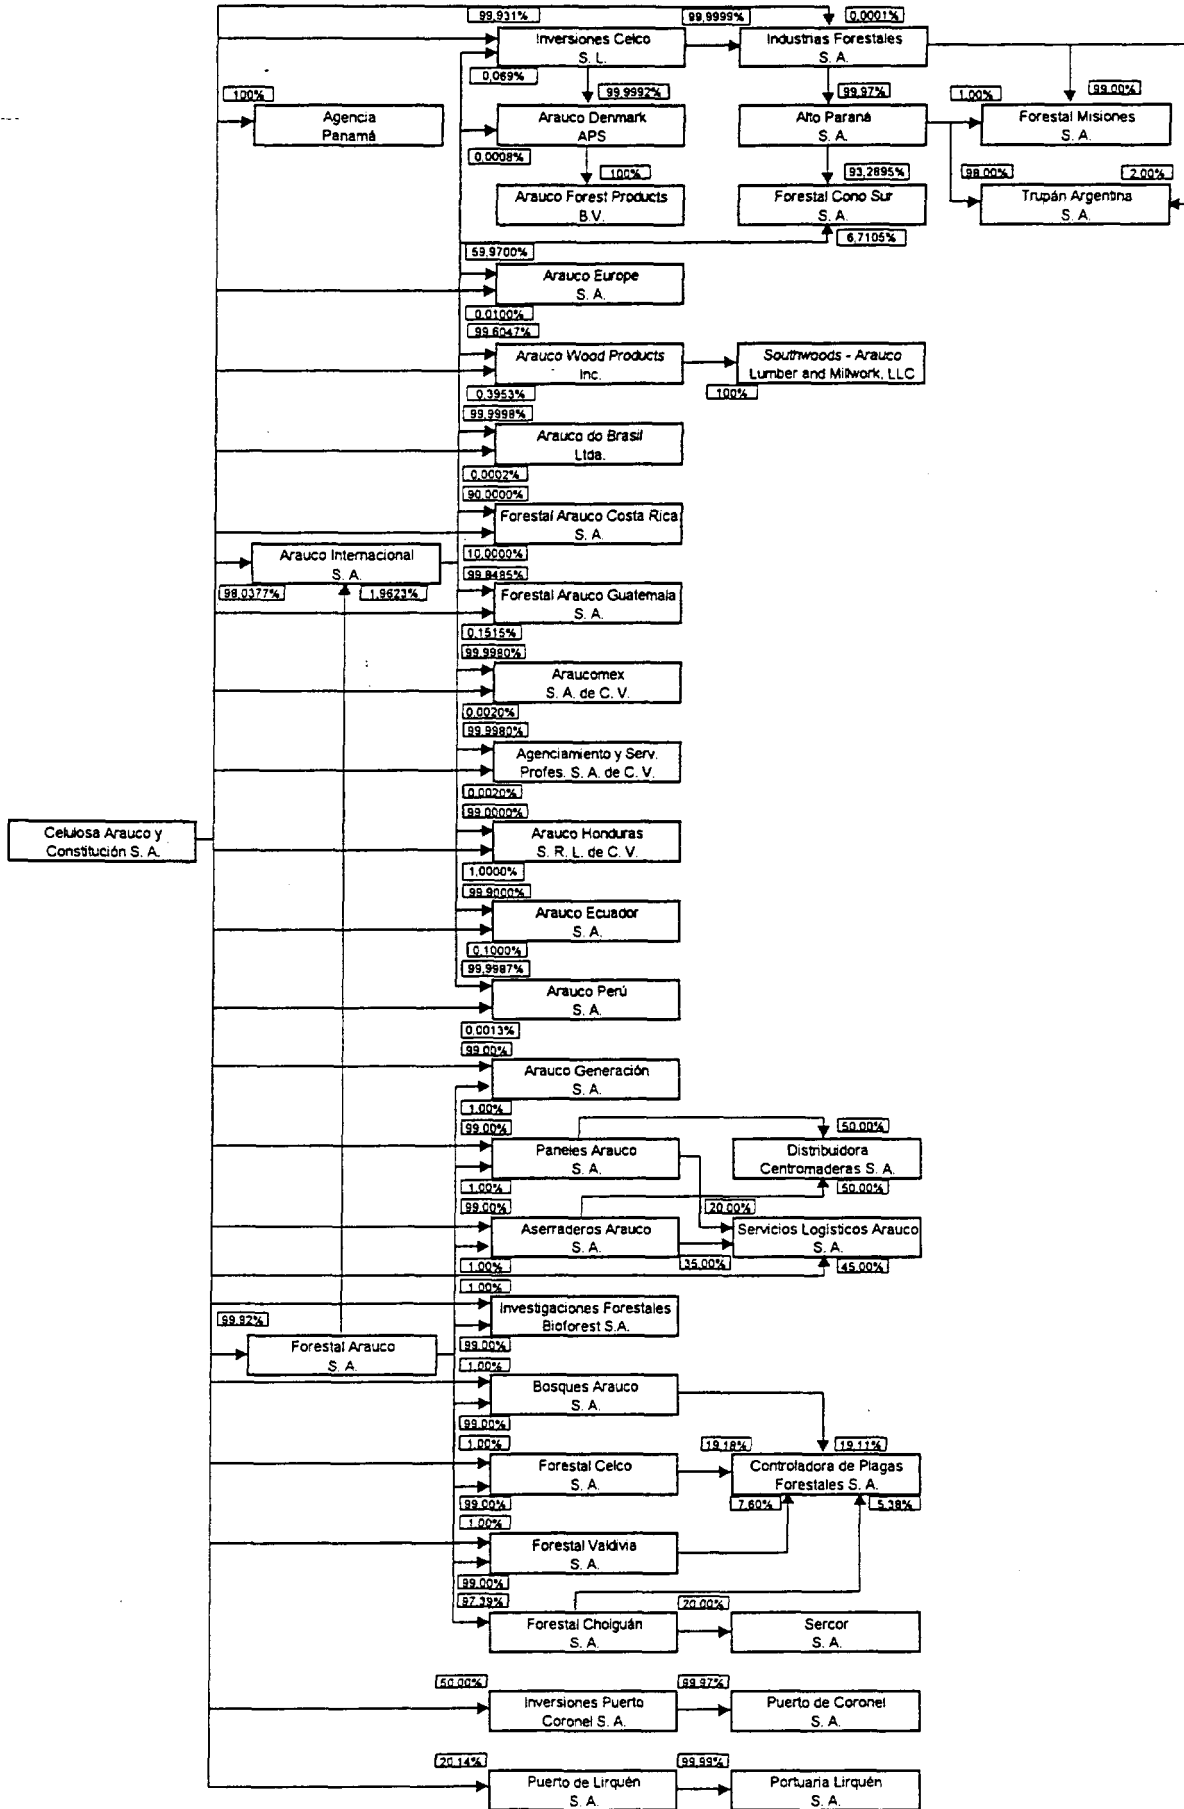 99,931%
99,9999%
0,0001%
Inversiones Celco
S. L.
Industrias Forestales
S. A.
0,069%
99,9992%
99,97%
1,00%
99,00%
100%
Agencia
Panamá
Arauco Denmark
APS
Alto Paraná
S. A.
Forestal Misiones
S. A.
0,0008%
100%
93,2895%
98,00%
2,00%
Arauco Forest Products
B.V.
Forestal Cono Sur
S. A.
Trupán Argentina
S. A.
6,7105%
59,9700%
Arauco Europe
S. A.
0,0100%
99,6047%
Arauco Wood Products
Inc.
Southwoods - Arauco
Lumber and Millwork, LLC
0,3953%
100%
99,9998%
Arauco do Brasil
Ltda.
0,0002%
90,0000%
Forestal Arauco Costa Rica
S. A.
10,0000%
Arauco Internacional
S. A.
99,8485%
98,0377%
1,9623%
Forestal Arauco Guatemala
S. A.
0,1515%
99,9980%
Araucomex
S. A. de C. V.
0,0020%
99,9980%
Agenciamiento y Serv.
Profes. S. A. de C. V.
0,0020%
99,0000%
Celulosa Arauco y
Constitución S. A.
Arauco Honduras
S. R. L. de C. V.
1,0000%
99,9000%
Arauco Ecuador
S. A.
0,1000%
99,9987%
Arauco Perú
S. A.
0,0013%
99,00%
Arauco Generación
S. A.
1,00%
99,00%
50,00%
Paneles Arauco
S. A.
Distribuidora
Centromaderas S. A.
1,00%
50,00%
99,00%
20,00%
Aserraderos Arauco
S. A.
Servicios Logísticos Arauco
S. A.
1,00%
35,00%
45,00%
1,00%
Investigaciones Forestales
Bioforest S.A.
99,92%
99,00%
Forestal Arauco
S. A.
1,00%
Bosques Arauco
S. A.
99,00%
1,00%
19,18%
19,11%
Forestal Celco
S. A.
Controladora de Plagas
Forestales S. A.
99,00%
7,60%
5,38%
1,00%
Forestal Valdivia
S. A.
99,00%
97,39%
20,00%
Forestal Choiguán
S. A.
Sercor
S. A.
50,00%
99,97%
Inversiones Puerto
Coronel S. A.
Puerto de Coronel
S. A.
20,14%
99,99%
Puerto de Lirquén
S. A.
Portuaria Lirquén
S. A.